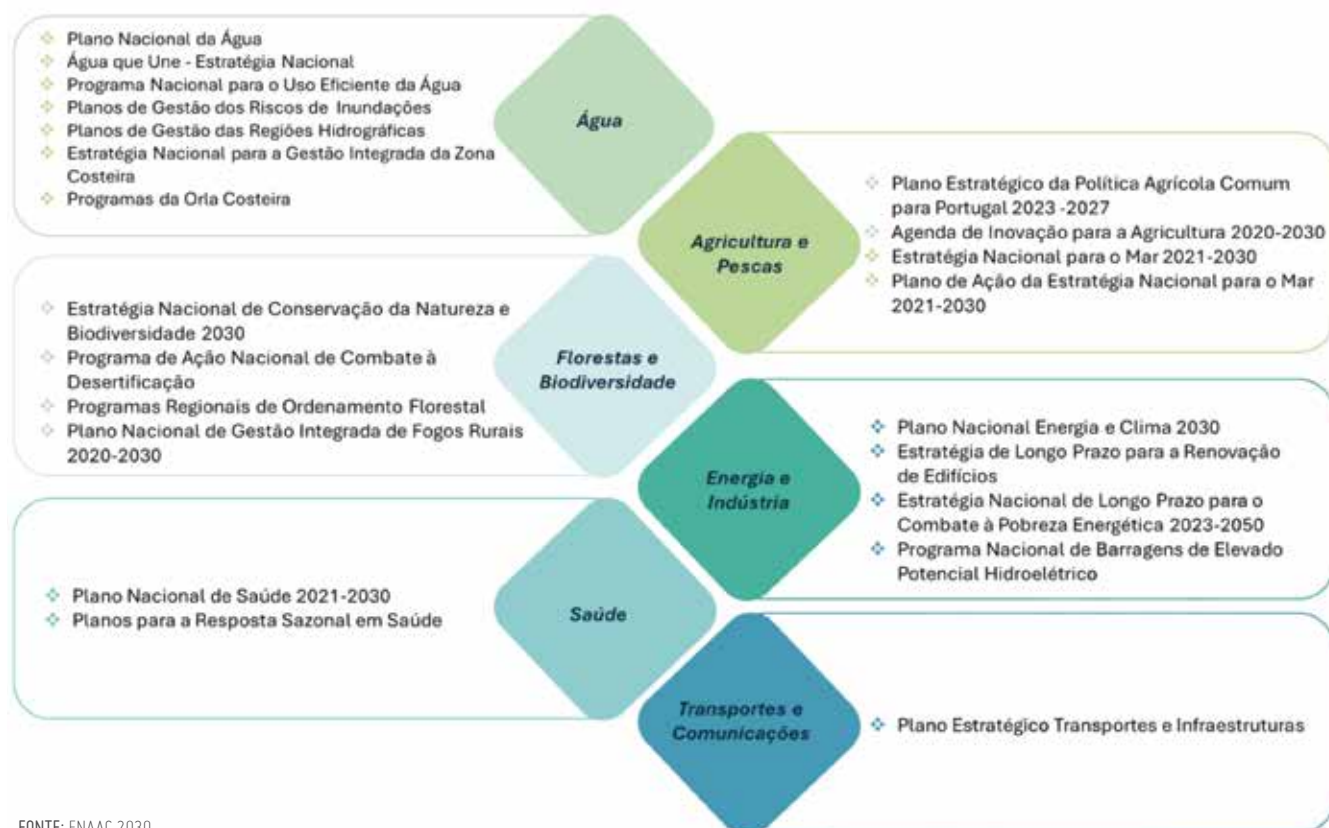 Plano Nacional da Água
Água que Une - Estratégia Nacional
Programa Nacional para o Uso Eficiente da Água
Planos de Gestão dos Riscos de Inundações
Planos de Gestão das Regiões Hidrográficas
Estratégia Nacional para a Gestão Integrada da Zona
Costeira
Programas da Orla Costeira
Água
Agricultura e
Pescas
Plano Estratégico da Política Agrícola Comum
para Portugal 2023 -2027
Agenda de Inovação para a Agricultura 2020-2030
Estratégia Nacional para o Mar 2021-2030
Plano de Ação da Estratégia Nacional para o Mar
2021-2030
Estratégia Nacional de Conservação da Natureza e
Biodiversidade 2030
Programa de Ação Nacional de Combate à
Desertificação
Programas Regionais de Ordenamento Florestal
Plano Nacional de Gestão Integrada de Fogos Rurais
2020-2030
Florestas e
Biodiversidade
Energia e
Indústria
Plano Nacional Energia e Clima 2030
Estratégia de Longo Prazo para a Renovação
de Edifícios
Estratégia Nacional de Longo Prazo para o
Combate à Pobreza Energética 2023-2050
Programa Nacional de Barragens de Elevado
Potencial Hidroelétrico
Plano Nacional de Saúde 2021-2030
Planos para a Resposta Sazonal em Saúde
Saúde
Transportes e
Comunicações
Plano Estratégico Transportes e Infraestruturas
FONTE: ENAAC 2030